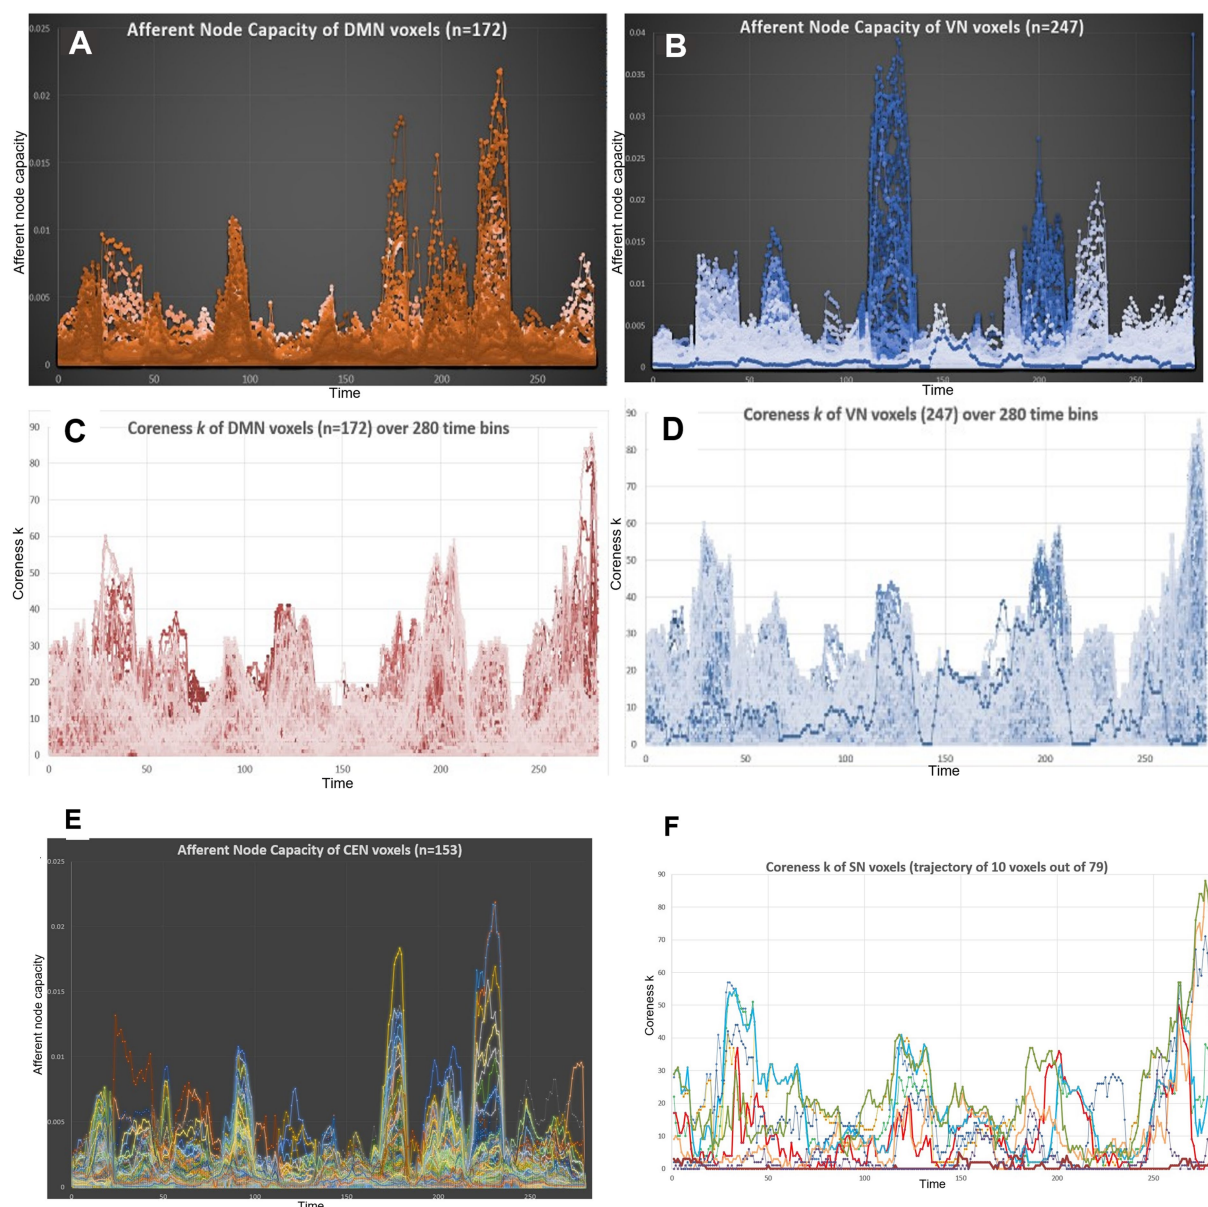 A
Afferent Node Capacity of DMN voxels (n=172)
0.025
0.02
0.015
0.01
0.005
0
Afferent node capacity
0 50 100 150 200 250
Time
B
Afferent Node Capacity of VN voxels (n=247)
0.04
0.035
0.03
0.025
0.02
0.015
0.01
0.005
0
Afferent node capacity
0 50 100 150 200 250
Time
C
Coreness k of DMN voxels (n=172) over 280 time bins
90
80
70
60
50
40
30
20
10
0
Coreness k
0 50 100 150 200 250
Time
D
Coreness k of VN voxels (247) over 280 time bins
90
80
70
60
50
40
30
20
10
0
Coreness k
0 50 100 150 200 250
Time
E
Afferent Node Capacity of CEN voxels (n=153)
0.025
0.02
0.015
0.01
0.005
0
Afferent node capacity
0 50 100 150 200 250
Time
F
Coreness k of SN voxels (trajectory of 10 voxels out of 79)
90
80
70
60
50
40
30
20
10
0
Coreness k
0 50 100 150 200 250
Time